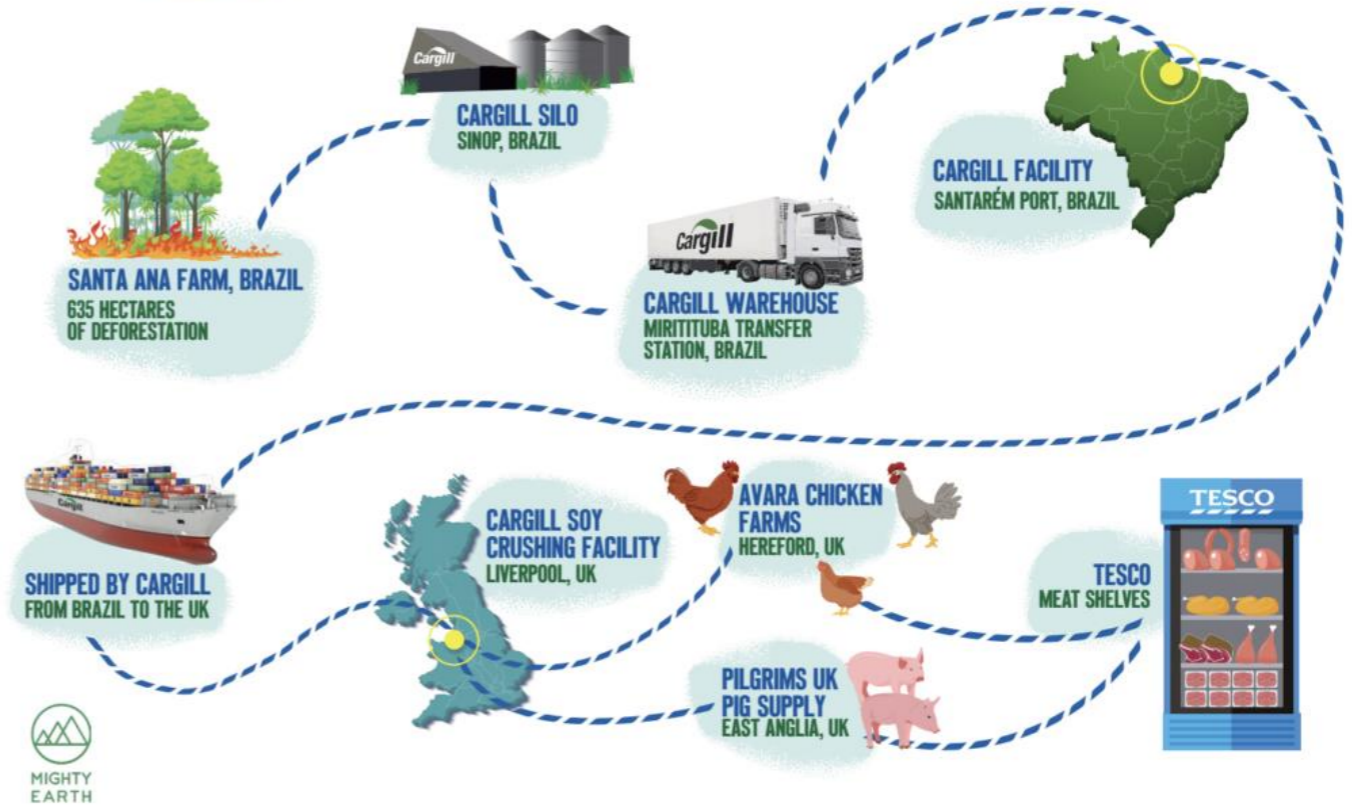 Cargill
CARGILL SILO
SINOP, BRAZIL
SANTA ANA FARM, BRAZIL
635 HECTARES
OF DEFORESTATION
Cargill
CARGILL WAREHOUSE
MIRITITUBA TRANSFER
STATION, BRAZIL
CARGILL FACILITY
SANTARÉM PORT, BRAZIL
Cargill
SHIPPED BY CARGILL
FROM BRAZIL TO THE UK
CARGILL SOY
CRUSHING FACILITY
LIVERPOOL, UK
AVARA CHICKEN
FARMS
HEREFORD, UK
PILGRIMS UK
PIG SUPPLY
EAST ANGLIA, UK
TESCO
MEAT SHELVES
TESCO
MIGHTY
EARTH